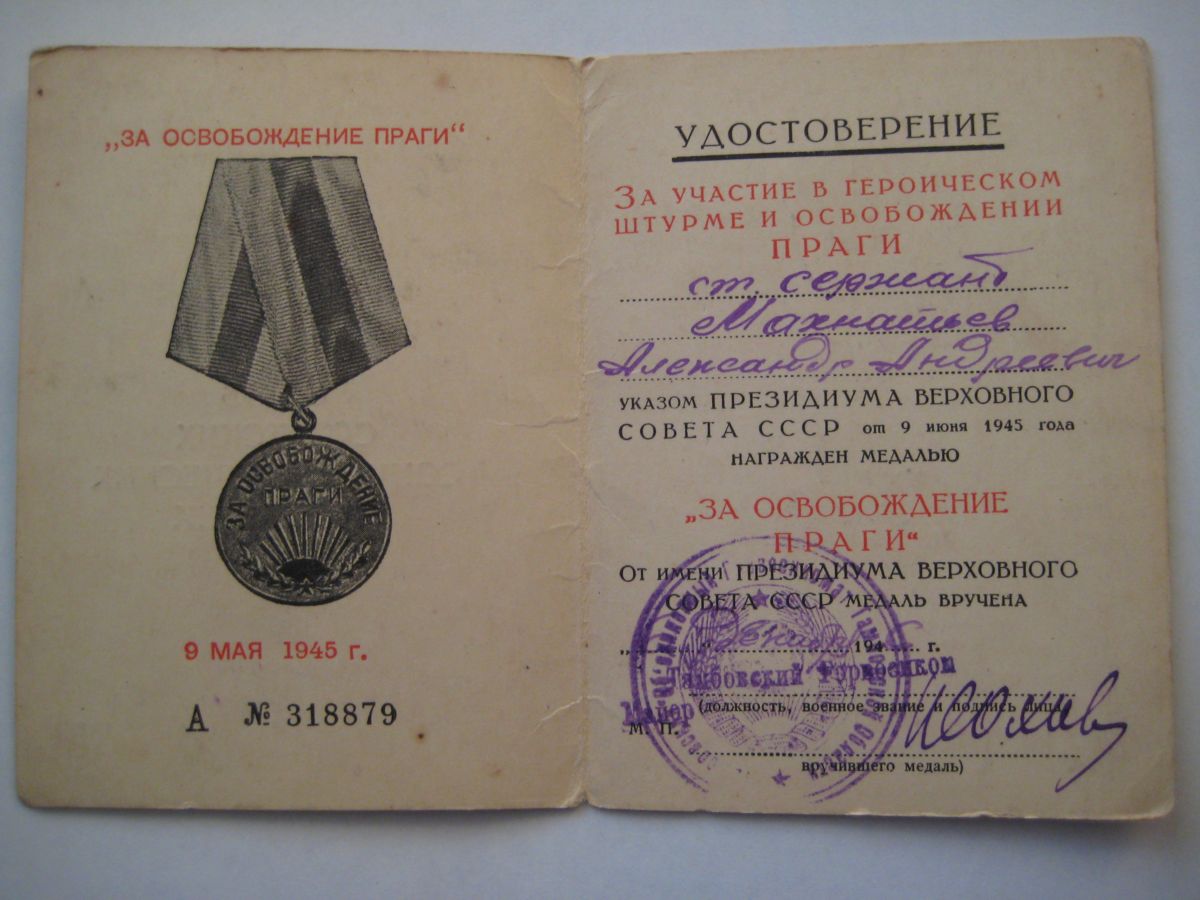 „ЗА ОСВОБОЖДЕНИЕ ПРАГИ“
ЗА ОСВОБОЖДЕНИЕ
ПРАГИ
9 МАЯ 1945 г.
А № 318879
УДОСТОВЕРЕНИЕ
ЗА УЧАСТИЕ В ГЕРОИЧЕСКОМ
ШТУРМЕ И ОСВОБОЖДЕНИИ
ПРАГИ
ст. сержант
Махнатьев
Александр Андреевич
УКАЗОМ ПРЕЗИДИУМА ВЕРХОВНОГО
СОВЕТА СССР от 9 июня 1945 года
НАГРАЖДЕН МЕДАЛЬЮ
„ЗА ОСВОБОЖДЕНИЕ
ПРАГИ“
От имени ПРЕЗИДИУМА ВЕРХОВНОГО
СОВЕТА СССР МЕДАЛЬ ВРУЧЕНА
194 г.
Тамбовский Горвоенком
Майор (должность, военное звание и подпись лица,
М. П.
вручившего медаль)